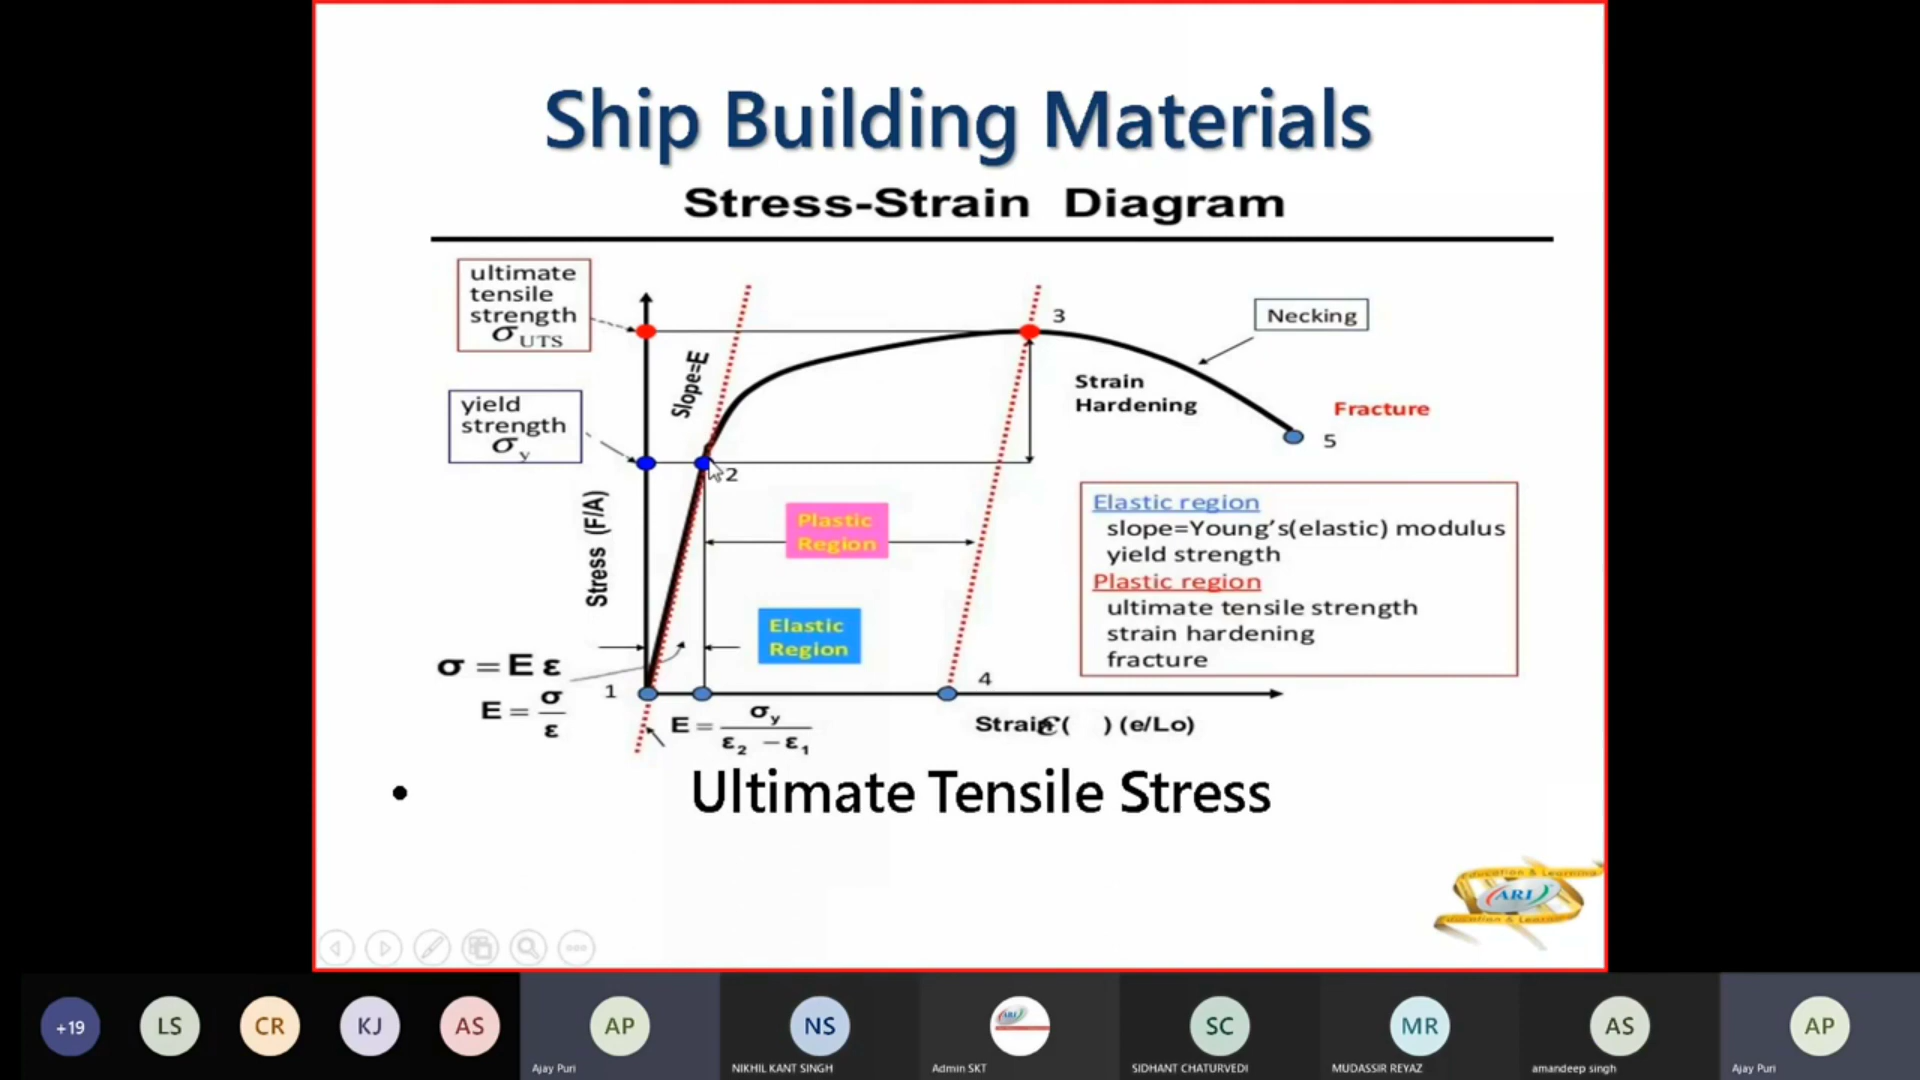 Ship Building Materials
Stress-Strain Diagram
ultimate
tensile
strength
σUTS
yield
strength
σy
Slope=E
3
Necking
Strain
Hardening
Fracture
5
2
Stress (F/A)
Plastic
Region
Elastic
Region
Elastic region
slope=Young's(elastic) modulus
yield strength
Plastic region
ultimate tensile strength
strain hardening
fracture
σ = E ε
E = σ/ε
1
4
E = σy / ε2 − ε1
Strain ( ) (e/Lo)
• Ultimate Tensile Stress
Education & Learning
ARI
+19
LS
CR
KJ
AS
AP
Ajay Puri
NS
NIKHIL KANT SINGH
Admin SKT
SC
SIDHANT CHATURVEDI
MR
MUDASSIR REYAZ
AS
amandeep singh
AP
Ajay Puri